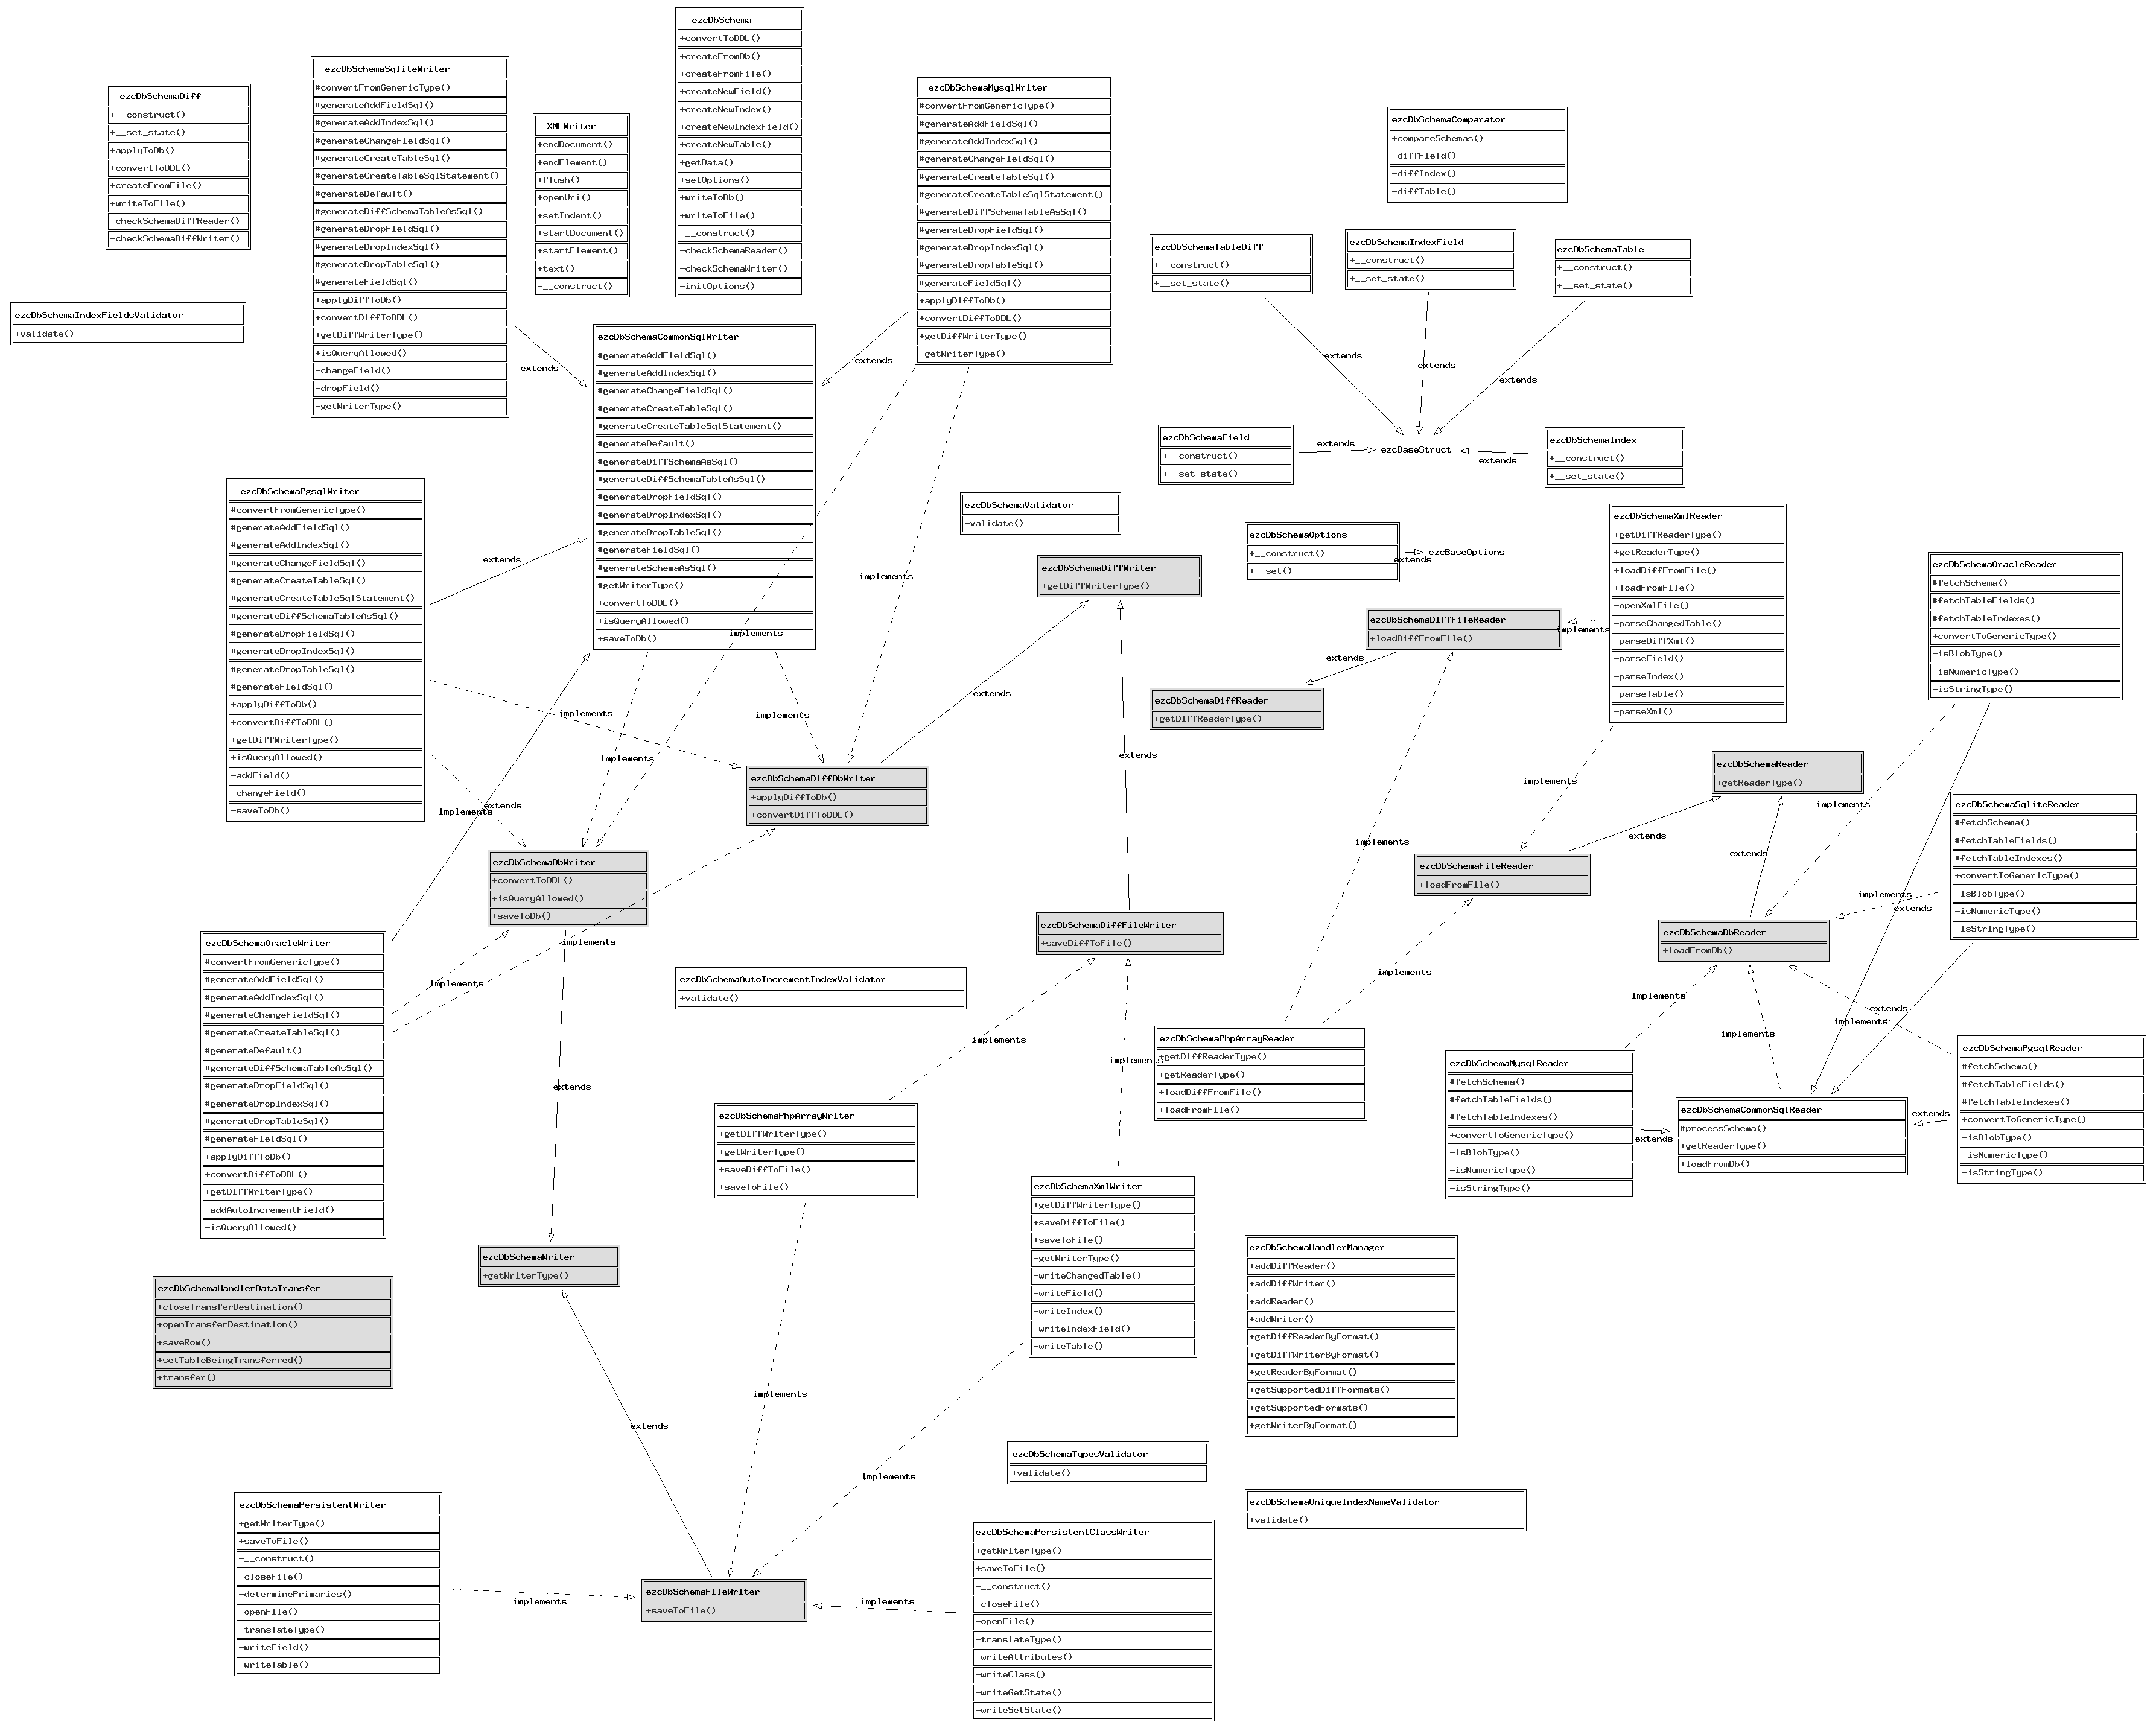 ezcDbSchema
+convertToDDL()
+createFromDb()
+createFromFile()
+createNewField()
+createNewIndex()
+createNewIndexField()
+createNewTable()
+getData()
+setOptions()
+writeToDb()
+writeToFile()
-__construct()
-checkSchemaReader()
-checkSchemaWriter()
-initOptions()
ezcDbSchemaSqliteWriter
#convertFromGenericType()
#generateAddFieldSql()
#generateAddIndexSql()
#generateChangeFieldSql()
#generateCreateTableSql()
#generateCreateTableSqlStatement()
#generateDefault()
#generateDiffSchemaTableAsSql()
#generateDropFieldSql()
#generateDropIndexSql()
#generateDropTableSql()
#generateFieldSql()
+applyDiffToDb()
+convertDiffToDDL()
+getDiffWriterType()
+isQueryAllowed()
-changeField()
-dropField()
-getWriterType()
ezcDbSchemaMysqlWriter
#convertFromGenericType()
#generateAddFieldSql()
#generateAddIndexSql()
#generateChangeFieldSql()
#generateCreateTableSql()
#generateCreateTableSqlStatement()
#generateDiffSchemaTableAsSql()
#generateDropFieldSql()
#generateDropIndexSql()
#generateDropTableSql()
#generateFieldSql()
+applyDiffToDb()
+convertDiffToDDL()
+getDiffWriterType()
-getWriterType()
ezcDbSchemaDiff
+__construct()
+__set_state()
+applyToDb()
+convertToDDL()
+createFromFile()
+writeToFile()
-checkSchemaDiffReader()
-checkSchemaDiffWriter()
XMLWriter
+endDocument()
+endElement()
+flush()
+openUri()
+setIndent()
+startDocument()
+startElement()
+text()
-__construct()
ezcDbSchemaComparator
+compareSchemas()
-diffField()
-diffIndex()
-diffTable()
ezcDbSchemaTableDiff
+__construct()
+__set_state()
ezcDbSchemaIndexField
+__construct()
+__set_state()
ezcDbSchemaTable
+__construct()
+__set_state()
ezcDbSchemaIndexFieldsValidator
+validate()
extends
extends
extends
extends
extends
ezcDbSchemaCommonSqlWriter
#generateAddFieldSql()
#generateAddIndexSql()
#generateChangeFieldSql()
#generateCreateTableSql()
#generateCreateTableSqlStatement()
#generateDefault()
#generateDiffSchemaAsSql()
#generateDiffSchemaTableAsSql()
#generateDropFieldSql()
#generateDropIndexSql()
#generateDropTableSql()
#generateFieldSql()
#generateSchemaAsSql()
#getWriterType()
+convertToDDL()
+isQueryAllowed()
+saveToDb()
ezcDbSchemaField
+__construct()
+__set_state()
extends
ezcBaseStruct
extends
ezcDbSchemaIndex
+__construct()
+__set_state()
ezcDbSchemaPgsqlWriter
#convertFromGenericType()
#generateAddFieldSql()
#generateAddIndexSql()
#generateChangeFieldSql()
#generateCreateTableSql()
#generateCreateTableSqlStatement()
#generateDiffSchemaTableAsSql()
#generateDropFieldSql()
#generateDropIndexSql()
#generateDropTableSql()
#generateFieldSql()
+applyDiffToDb()
+convertDiffToDDL()
+getDiffWriterType()
+isQueryAllowed()
-addField()
-changeField()
-saveToDb()
extends
ezcDbSchemaValidator
-validate()
ezcDbSchemaOptions
+__construct()
+__set()
extends
ezcBaseOptions
ezcDbSchemaXmlReader
+getDiffReaderType()
+getReaderType()
+loadDiffFromFile()
+loadFromFile()
-openXmlFile()
-parseChangedTable()
-parseDiffXml()
-parseField()
-parseIndex()
-parseTable()
-parseXml()
ezcDbSchemaOracleReader
#fetchSchema()
#fetchTableFields()
#fetchTableIndexes()
+convertToGenericType()
-isBlobType()
-isNumericType()
-isStringType()
ezcDbSchemaDiffWriter
+getDiffWriterType()
implements
implements
ezcDbSchemaDiffFileReader
+loadDiffFromFile()
implements
extends
ezcDbSchemaDiffReader
+getDiffReaderType()
extends
implements
implements
implements
extends
ezcDbSchemaDiffDbWriter
+applyDiffToDb()
+convertDiffToDDL()
ezcDbSchemaReader
+getReaderType()
implements
implements
ezcDbSchemaSqliteReader
#fetchSchema()
#fetchTableFields()
#fetchTableIndexes()
+convertToGenericType()
-isBlobType()
-isNumericType()
-isStringType()
extends
implements
extends
implements
extends
ezcDbSchemaDbWriter
+convertToDDL()
+isQueryAllowed()
+saveToDb()
ezcDbSchemaFileReader
+loadFromFile()
implements
extends
ezcDbSchemaDiffFileWriter
+saveDiffToFile()
ezcDbSchemaDbReader
+loadFromDb()
ezcDbSchemaOracleWriter
#convertFromGenericType()
#generateAddFieldSql()
#generateAddIndexSql()
#generateChangeFieldSql()
#generateCreateTableSql()
#generateDefault()
#generateDiffSchemaTableAsSql()
#generateDropFieldSql()
#generateDropIndexSql()
#generateDropTableSql()
#generateFieldSql()
+applyDiffToDb()
+convertDiffToDDL()
+getDiffWriterType()
-addAutoIncrementField()
-isQueryAllowed()
implements
implements
ezcDbSchemaAutoIncrementIndexValidator
+validate()
implements
implements
implements
extends
implements
implements
implements
ezcDbSchemaPhpArrayReader
+getDiffReaderType()
+getReaderType()
+loadDiffFromFile()
+loadFromFile()
ezcDbSchemaMysqlReader
#fetchSchema()
#fetchTableFields()
#fetchTableIndexes()
+convertToGenericType()
-isBlobType()
-isNumericType()
-isStringType()
extends
ezcDbSchemaCommonSqlReader
#processSchema()
+getReaderType()
+loadFromDb()
extends
ezcDbSchemaPgsqlReader
#fetchSchema()
#fetchTableFields()
#fetchTableIndexes()
+convertToGenericType()
-isBlobType()
-isNumericType()
-isStringType()
extends
ezcDbSchemaPhpArrayWriter
+getDiffWriterType()
+getWriterType()
+saveDiffToFile()
+saveToFile()
ezcDbSchemaXmlWriter
+getDiffWriterType()
+saveDiffToFile()
+saveToFile()
-getWriterType()
-writeChangedTable()
-writeField()
-writeIndex()
-writeIndexField()
-writeTable()
ezcDbSchemaWriter
+getWriterType()
ezcDbSchemaHandlerManager
+addDiffReader()
+addDiffWriter()
+addReader()
+addWriter()
+getDiffReaderByFormat()
+getDiffWriterByFormat()
+getReaderByFormat()
+getSupportedDiffFormats()
+getSupportedFormats()
+getWriterByFormat()
ezcDbSchemaHandlerDataTransfer
+closeTransferDestination()
+openTransferDestination()
+saveRow()
+setTableBeingTransferred()
+transfer()
implements
extends
implements
ezcDbSchemaTypesValidator
+validate()
ezcDbSchemaUniqueIndexNameValidator
+validate()
ezcDbSchemaPersistentWriter
+getWriterType()
+saveToFile()
-__construct()
-closeFile()
-determinePrimaries()
-openFile()
-translateType()
-writeField()
-writeTable()
implements
ezcDbSchemaFileWriter
+saveToFile()
implements
ezcDbSchemaPersistentClassWriter
+getWriterType()
+saveToFile()
-__construct()
-closeFile()
-openFile()
-translateType()
-writeAttributes()
-writeClass()
-writeGetState()
-writeSetState()